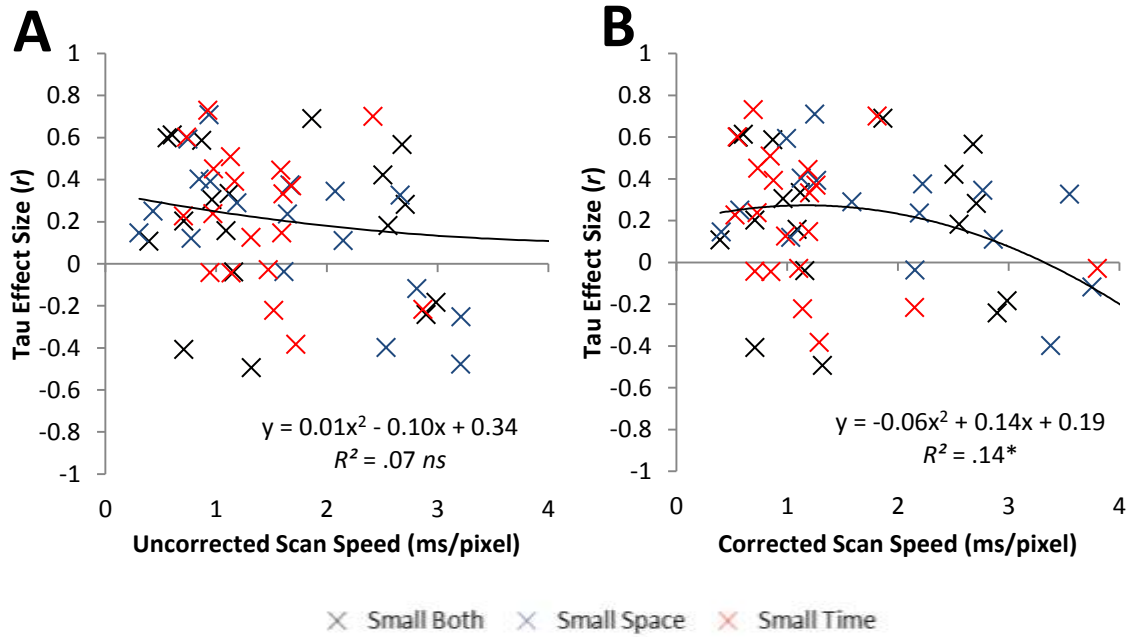 A
1
0.8
0.6
0.4
0.2
0
-0.2
-0.4
-0.6
-0.8
-1
Tau Effect Size (r)
y = 0.01x² - 0.10x + 0.34
R² = .07 ns
0 1 2 3 4
Uncorrected Scan Speed (ms/pixel)
B
1
0.8
0.6
0.4
0.2
0
-0.2
-0.4
-0.6
-0.8
-1
Tau Effect Size (r)
y = -0.06x² + 0.14x + 0.19
R² = .14*
0 1 2 3 4
Corrected Scan Speed (ms/pixel)
Small Both Small Space Small Time